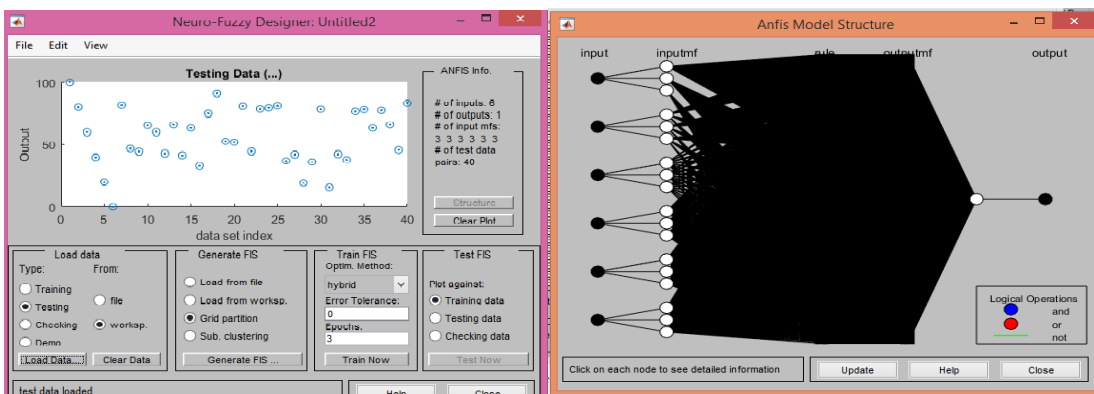 Neuro-Fuzzy Designer: Untitled2
File Edit View
Testing Data (...)
100
50
0
Output
0 5 10 15 20 25 30 35 40
data set index
ANFIS Info.
# of inputs: 6
# of outputs: 1
# of input mfs:
3 3 3 3 3 3
# of test data
pairs: 40
Structure
Clear Plot
Load data
Type: From:
Training
Testing
Checking
Demo
file
worksp.
Load Data... Clear Data
Generate FIS
Load from file
Load from worksp.
Grid partition
Sub. clustering
Generate FIS ...
Train FIS
Optim. Method:
hybrid
Error Tolerance:
0
Epochs:
3
Train Now
Test FIS
Plot against:
Training data
Testing data
Checking data
Test Now
test data loaded
Help Close
Anfis Model Structure
input inputmf rule outputmf output
Logical Operations
and
or
not
Click on each node to see detailed information
Update Help Close